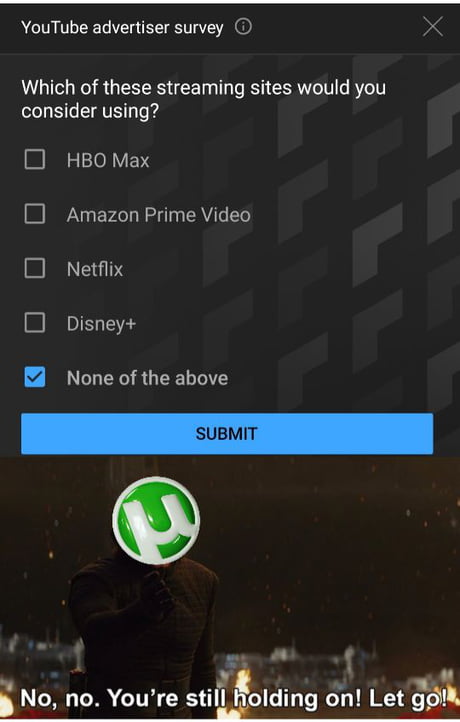 YouTube advertiser survey
Which of these streaming sites would you
consider using?
HBO Max
Amazon Prime Video
Netflix
Disney+
None of the above
SUBMIT
µ
No, no. You're still holding on! Let go!